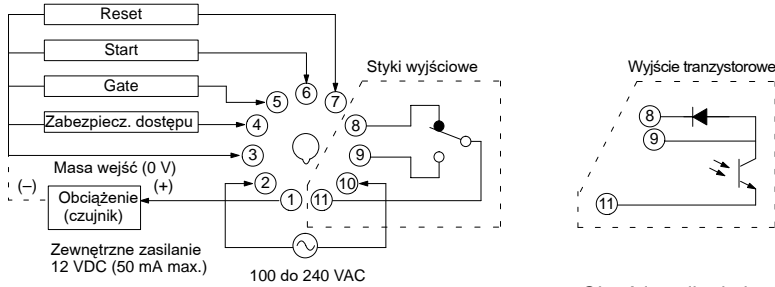 Reset
Start
Gate
Zabezpiecz. dostępu
Masa wejść (0 V)
(–)
(+)
Obciążenie
(czujnik)
Zewnętrzne zasilanie
12 VDC (50 mA max.)
100 do 240 VAC
Styki wyjściowe
1
2
3
4
5
6
7
8
9
10
11
Wyjście tranzystorowe
8
9
11